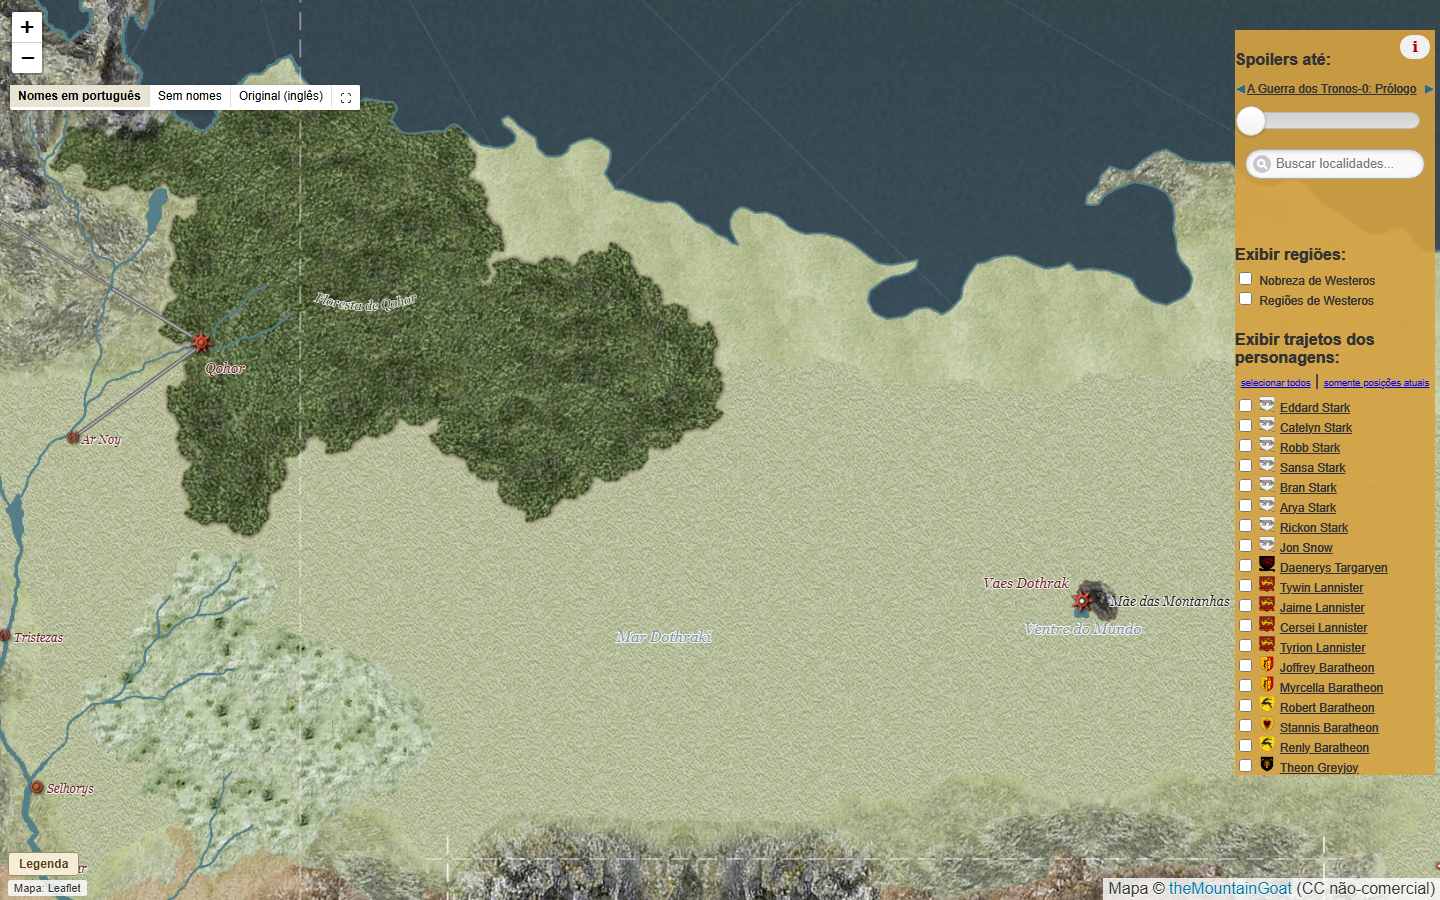 +
−
Nomes em português
Sem nomes
Original (inglês)
i
Spoilers até:
A Guerra dos Tronos-0: Prólogo
Buscar localidades...
Exibir regiões:
Nobreza de Westeros
Regiões de Westeros
Exibir trajetos dos
personagens:
selecionar todos | somente posições atuais
Eddard Stark
Catelyn Stark
Robb Stark
Sansa Stark
Bran Stark
Arya Stark
Rickon Stark
Jon Snow
Daenerys Targaryen
Tywin Lannister
Jaime Lannister
Cersei Lannister
Tyrion Lannister
Joffrey Baratheon
Myrcella Baratheon
Robert Baratheon
Stannis Baratheon
Renly Baratheon
Theon Greyjoy
Floresta de Qohor
Qohor
Ar Noy
Vaes Dothrak
Mãe das Montanhas
Ventre do Mundo
Mar Dothraki
Tristezas
Selhorys
Legenda
Mapa: Leaflet
Mapa © theMountainGoat (CC não-comercial)